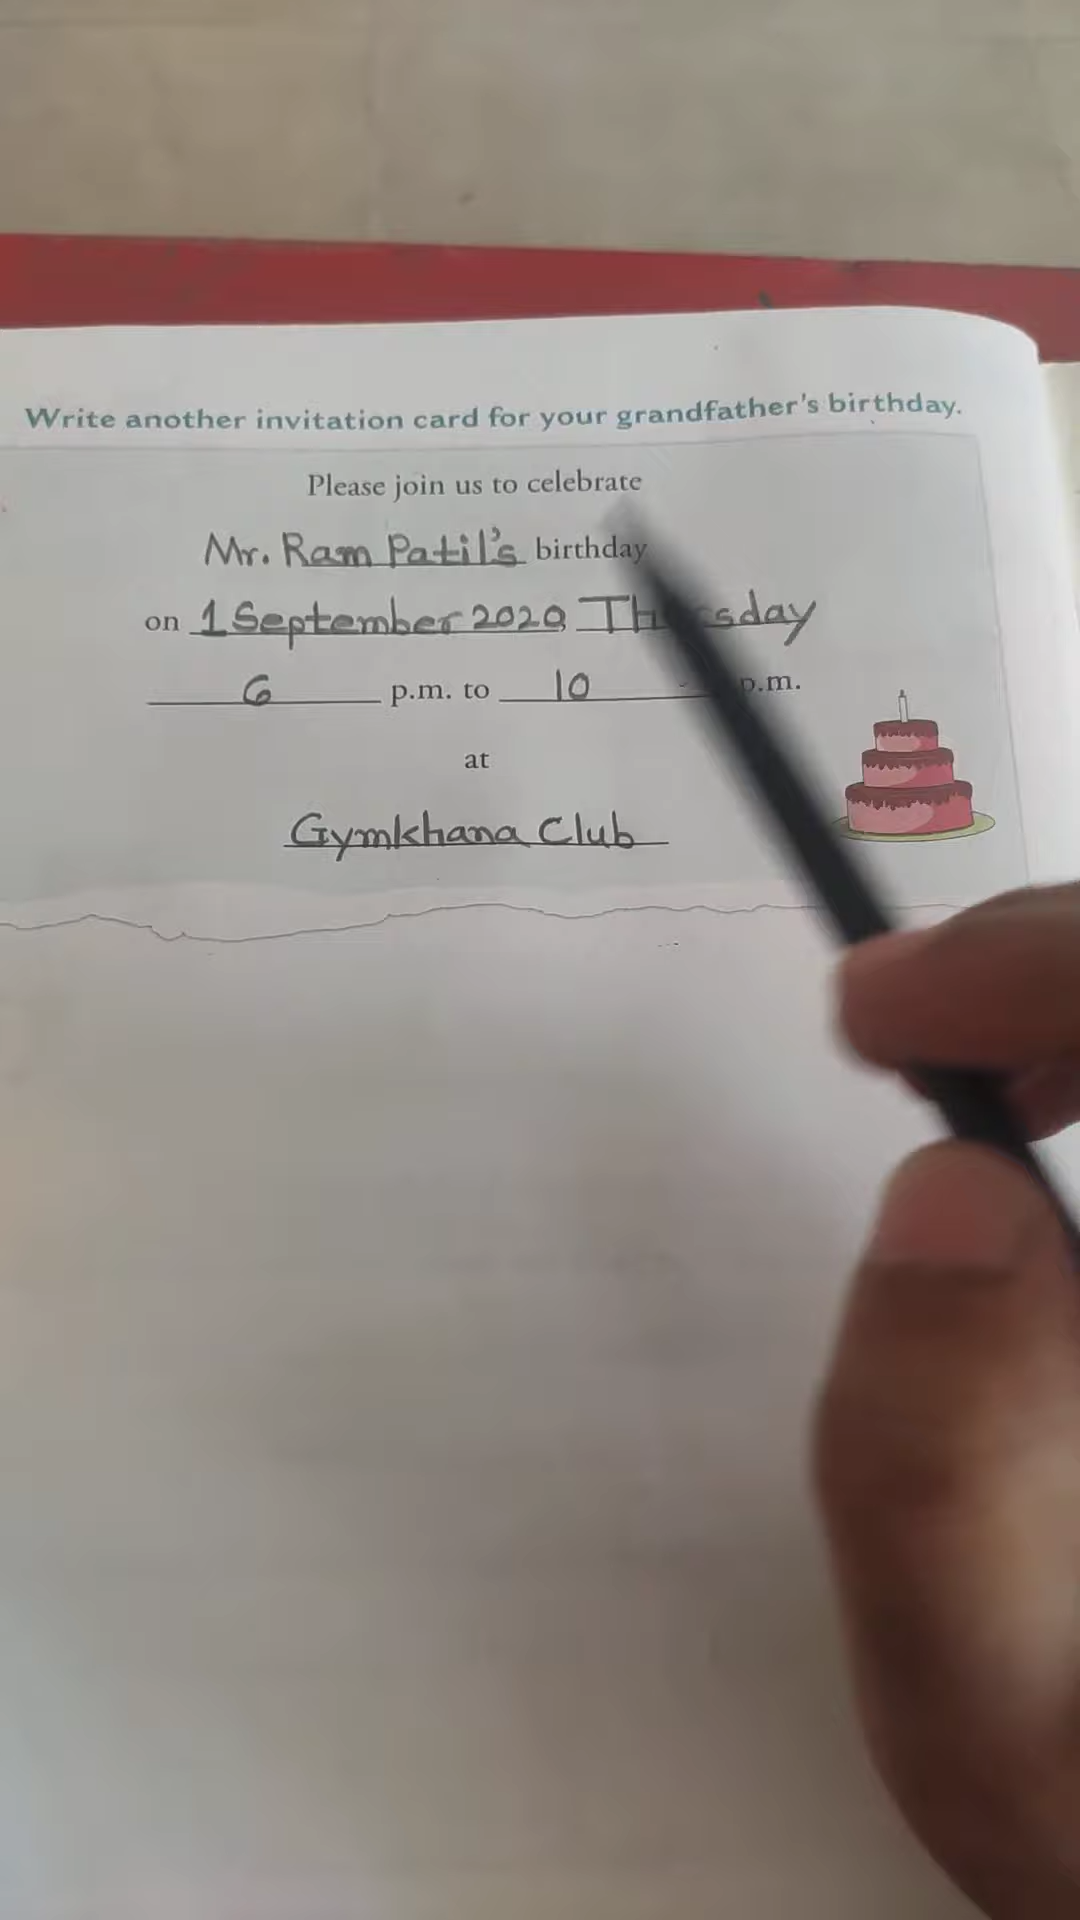 Write another invitation card for your grandfather's birthday.
Please join us to celebrate
Mr. Ram Patil's birthday
on 1 September 2020, Thursday
6 p.m. to 10 p.m.
at
Gymkhana Club